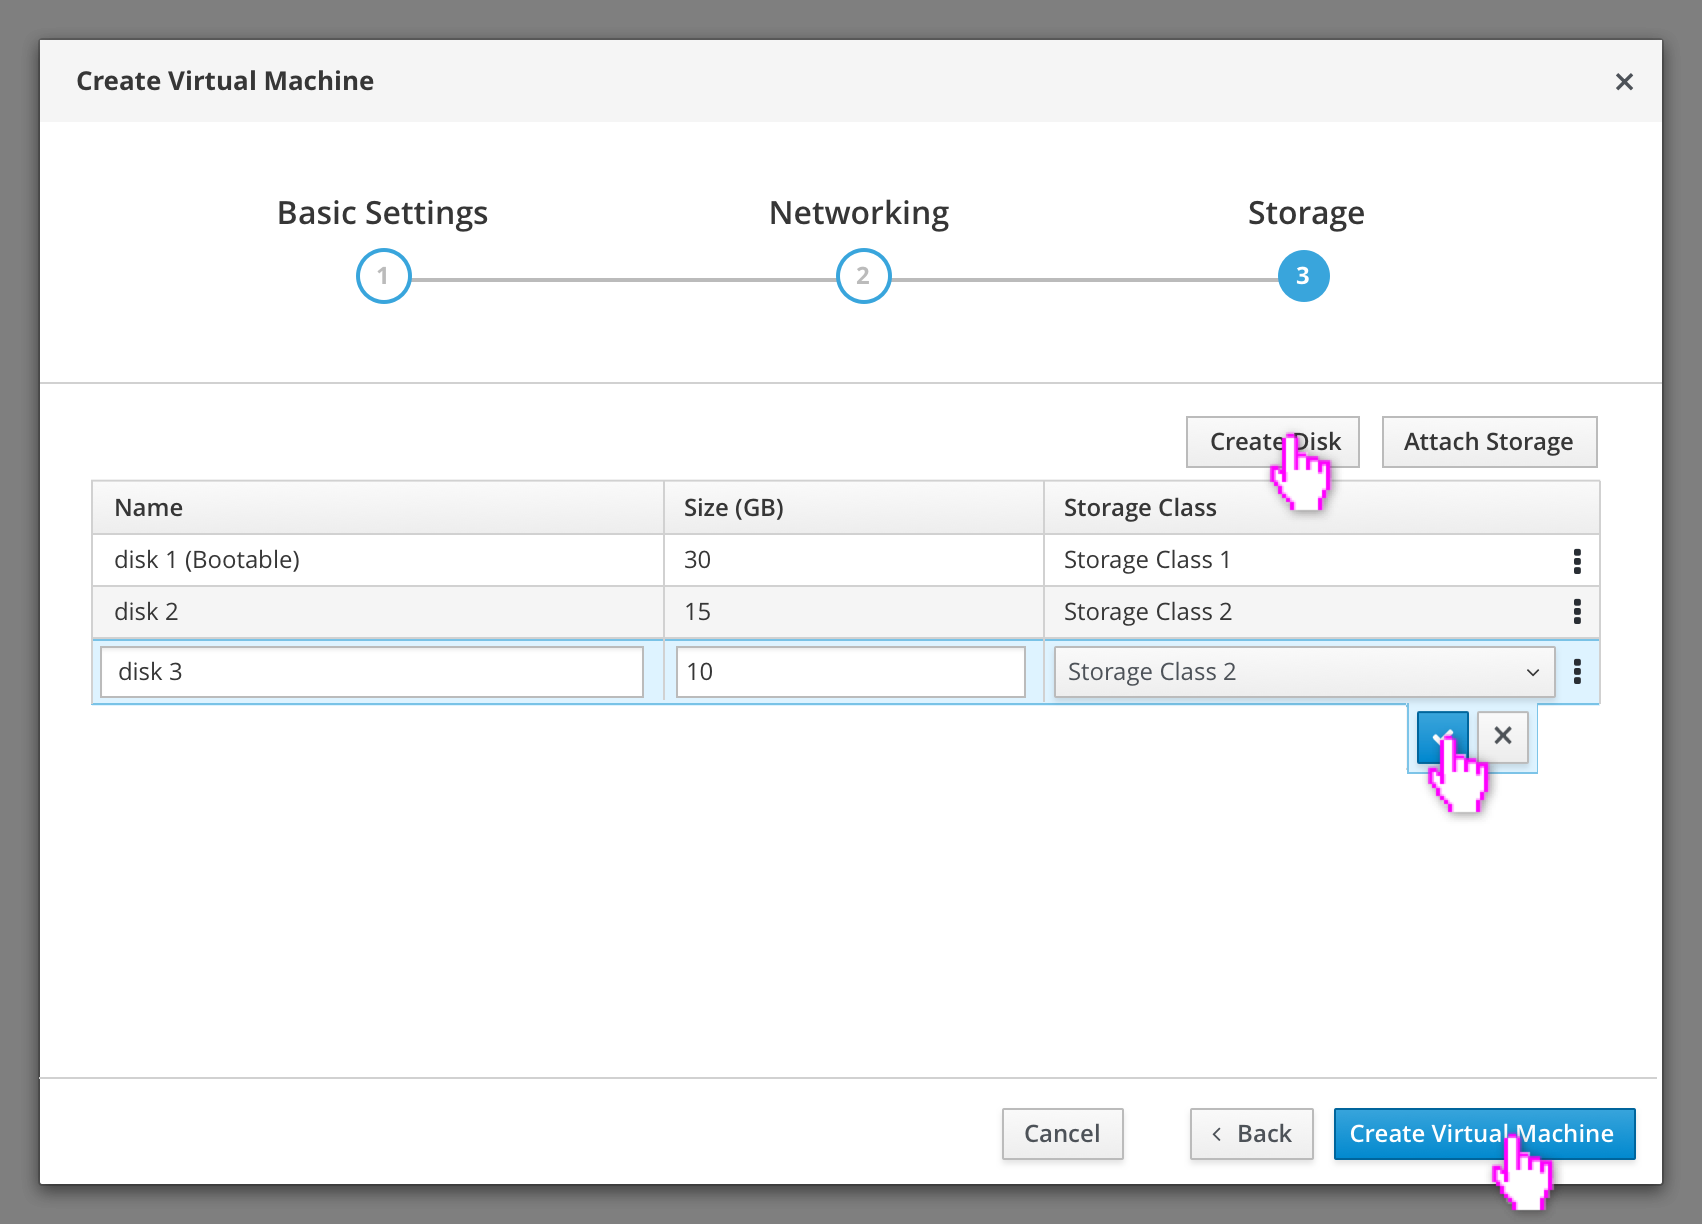 Create Virtual Machine
Basic Settings Networking Storage
1 2 3
Create Disk Attach Storage
Name Size (GB) Storage Class
disk 1 (Bootable) 30 Storage Class 1
disk 2 15 Storage Class 2
disk 3 10 Storage Class 2
Cancel Back Create Virtual Machine